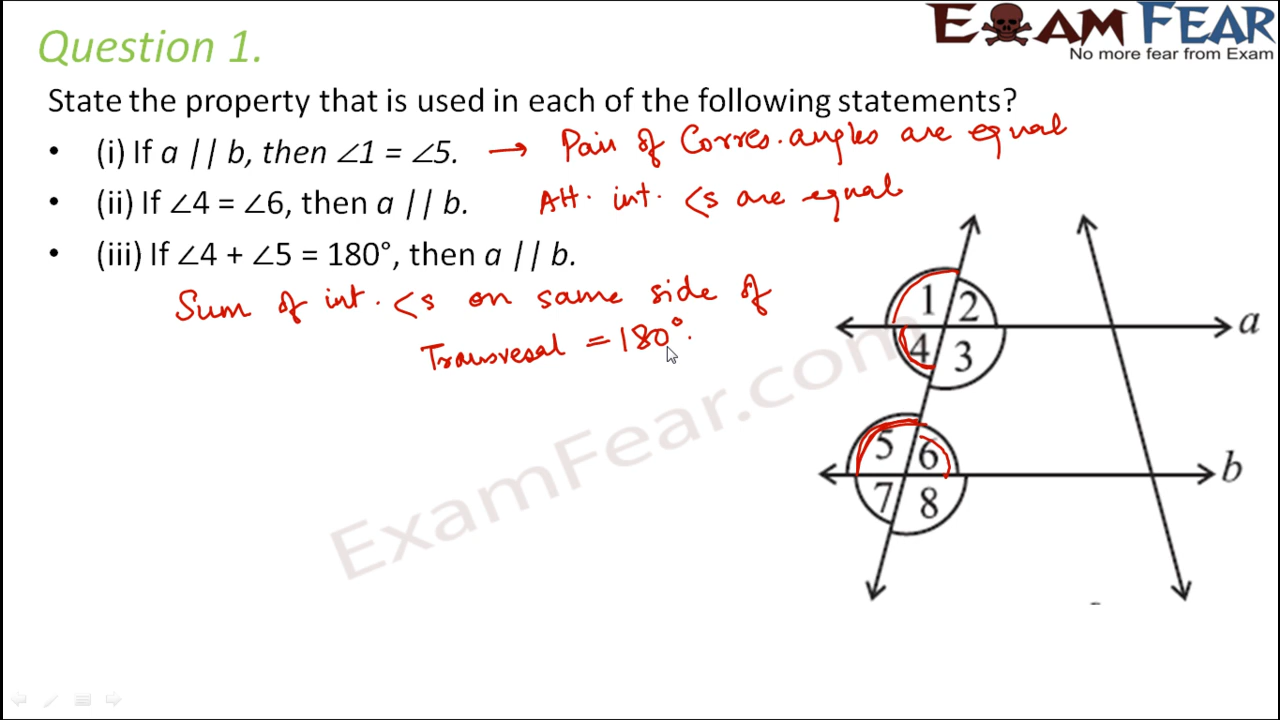 EXAM FEAR
No more fear from Exam
Question 1.
State the property that is used in each of the following statements?
• (i) If a || b, then ∠1 = ∠5. → Pair of Corres. angles are equal
• (ii) If ∠4 = ∠6, then a || b. Alt. int. <s are equal
• (iii) If ∠4 + ∠5 = 180°, then a || b.
Sum of int. <s on same side of
Transvesal = 180°.
1 2 a
4 3
5 6 b
7 8
ExamFear.com